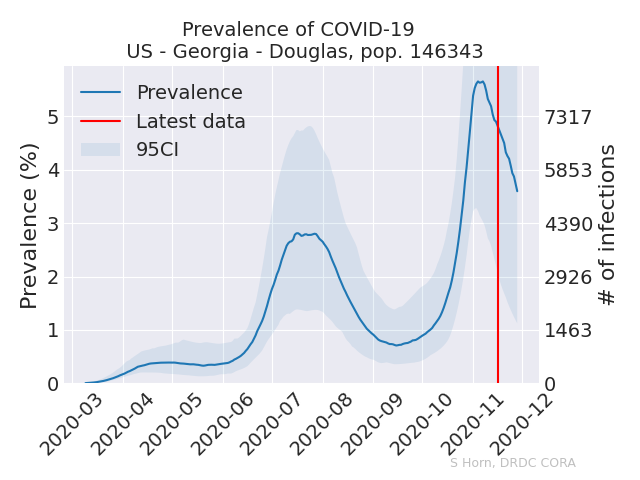 Prevalence of COVID-19
US - Georgia - Douglas, pop. 146343
Prevalence
Latest data
95CI
Prevalence (%)
5
4
3
2
1
0
7317
5853
4390
2926
1463
0
# of infections
2020-03
2020-04
2020-05
2020-06
2020-07
2020-08
2020-09
2020-10
2020-11
2020-12
S Horn, DRDC CORA